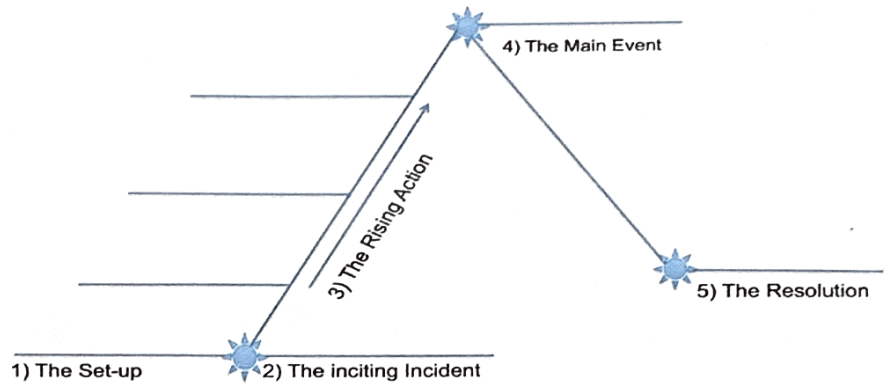 4) The Main Event
3) The Rising Action
5) The Resolution
1) The Set-up
2) The inciting Incident